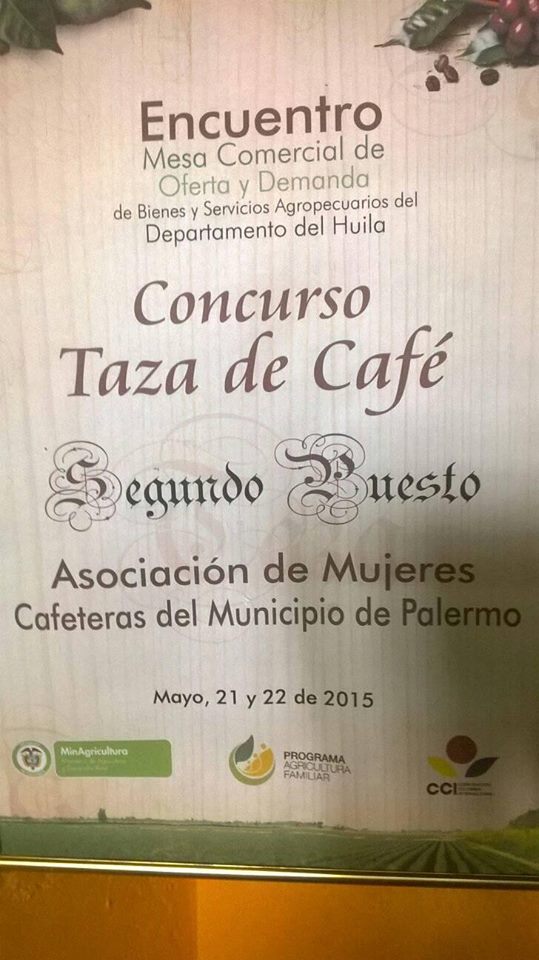 Encuentro
Mesa Comercial de
Oferta y Demanda
de Bienes y Servicios Agropecuarios del
Departamento del Huila
Concurso
Taza de Café
Segundo Puesto
Asociación de Mujeres
Cafeteras del Municipio de Palermo
Mayo, 21 y 22 de 2015
MinAgricultura
PROGRAMA
AGRICULTURA
FAMILIAR
CCI